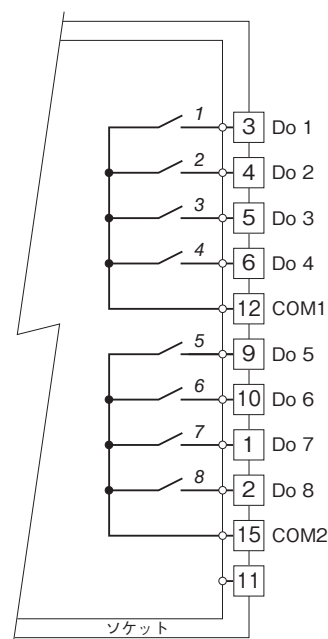 1 3 Do 1
2 4 Do 2
3 5 Do 3
4 6 Do 4
12 COM1
5 9 Do 5
6 10 Do 6
7 1 Do 7
8 2 Do 8
15 COM2
11
ソケット